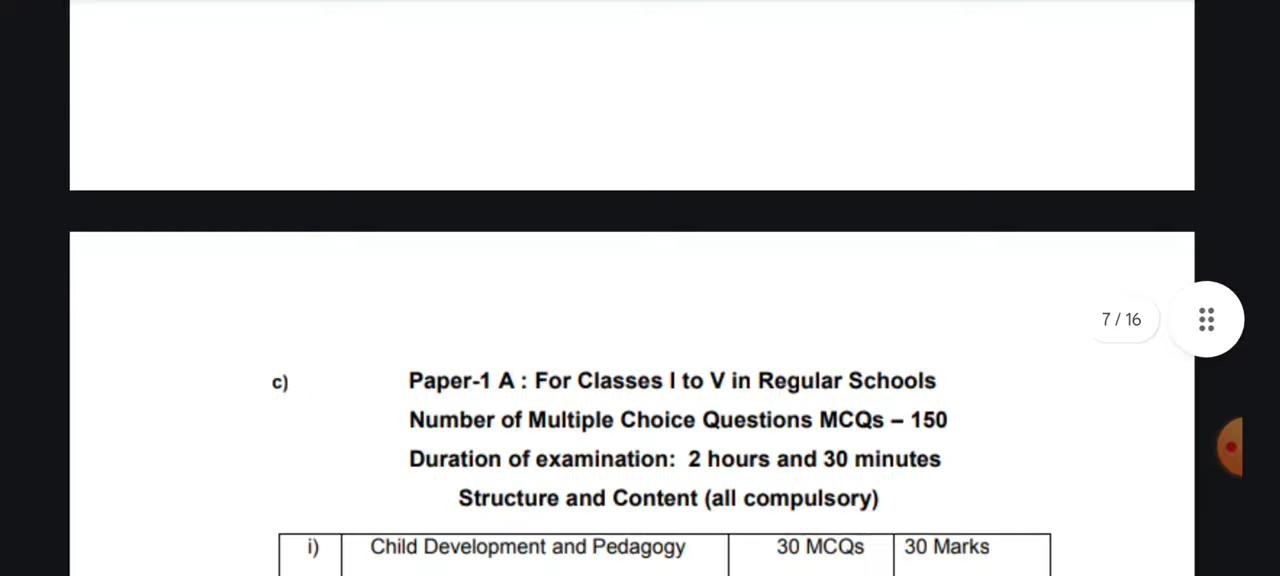 7 / 16
c) Paper-1 A : For Classes I to V in Regular Schools
Number of Multiple Choice Questions MCQs – 150
Duration of examination: 2 hours and 30 minutes
Structure and Content (all compulsory)
i) Child Development and Pedagogy 30 MCQs 30 Marks